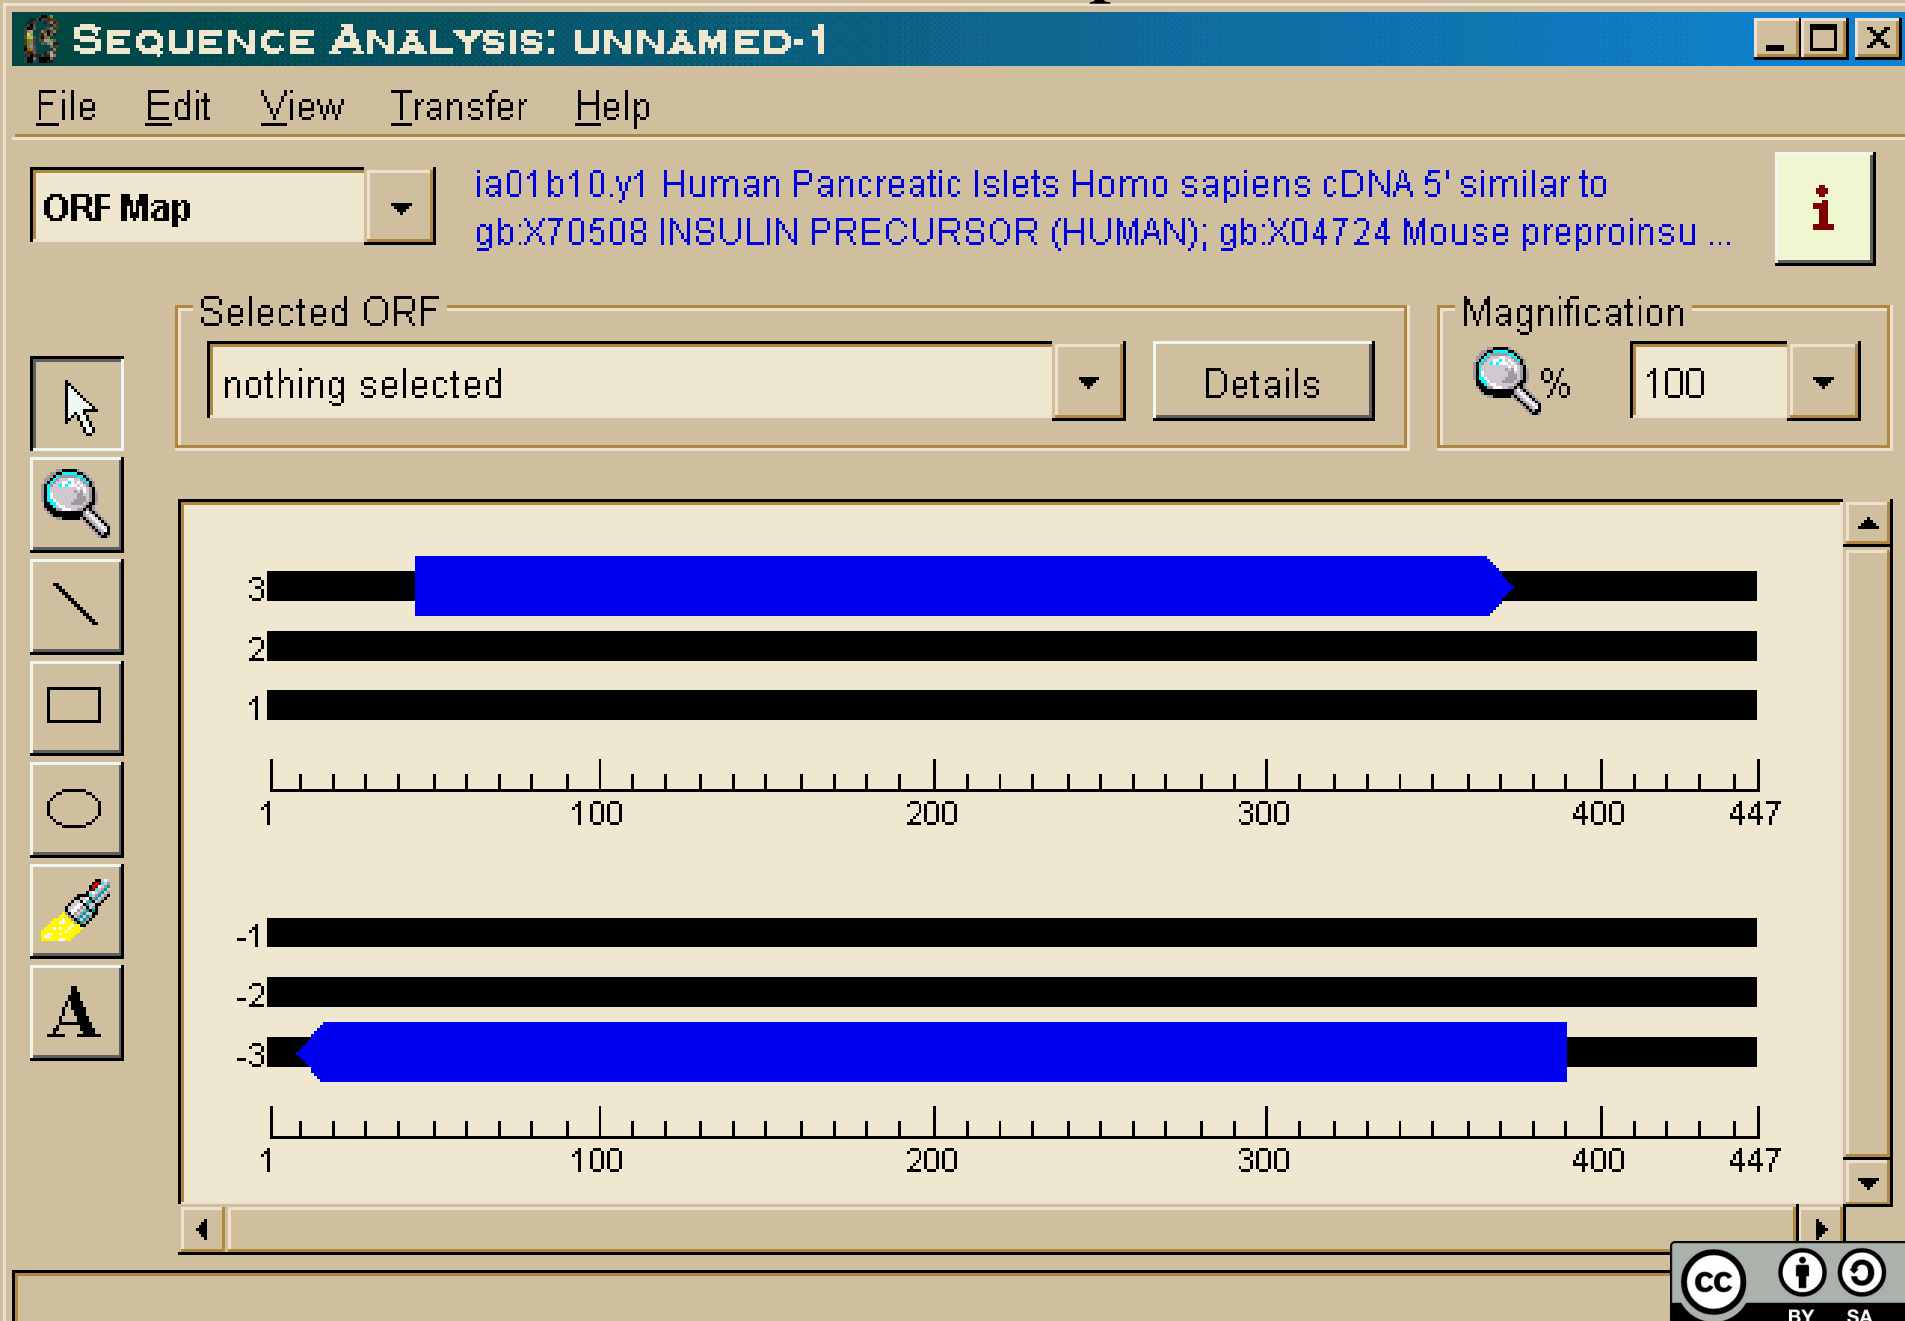 SEQUENCE ANALYSIS: UNNAMED-1
File Edit View Transfer Help
ORF Map
ia01b10.y1 Human Pancreatic Islets Homo sapiens cDNA 5' similar to
gb:X70508 INSULIN PRECURSOR (HUMAN); gb:X04724 Mouse preproinsu ...
i
Selected ORF
Magnification
nothing selected
Details
%
100
A
3
2
1
1 100 200 300 400 447
-1
-2
-3
1 100 200 300 400 447
cc
BY SA